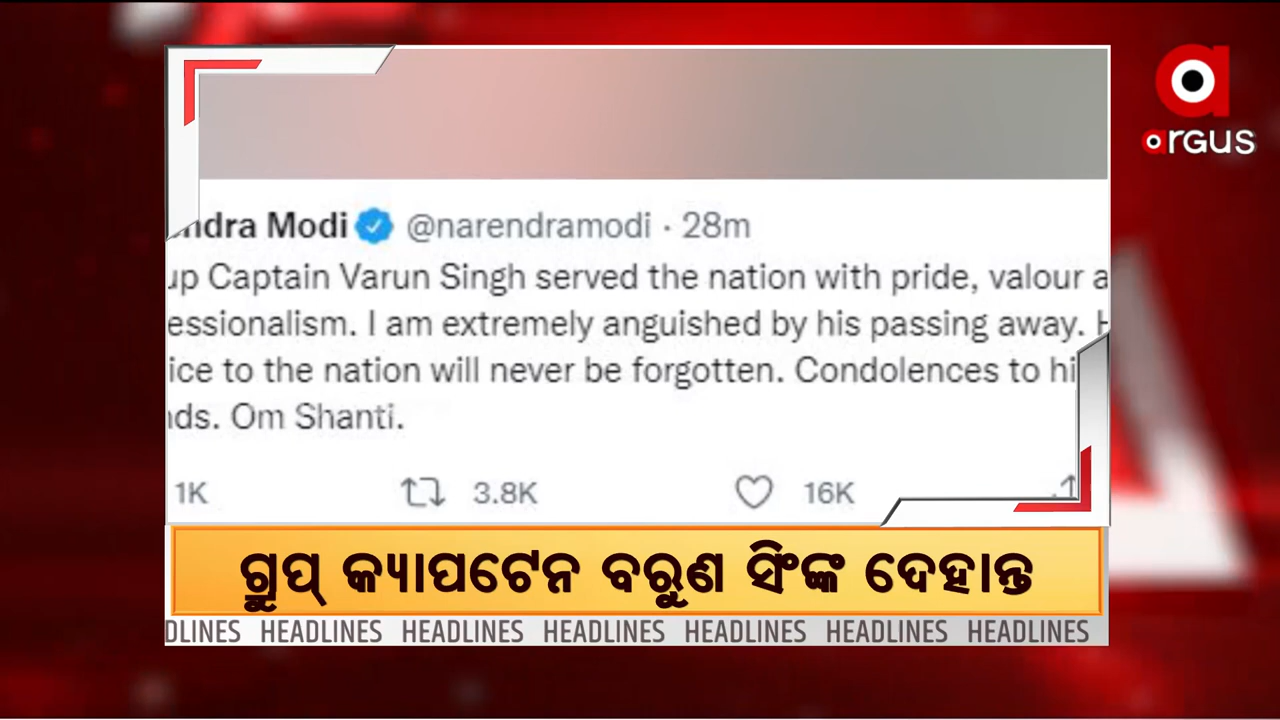 argus
ndra Modi @narendramodi · 28m
up Captain Varun Singh served the nation with pride, valour a
essionalism. I am extremely anguished by his passing away. H
ice to the nation will never be forgotten. Condolences to hi
nds. Om Shanti.
1K 3.8K 16K
ଗ୍ରୁପ୍ କ୍ୟାପଟେନ ବରୁଣ ସିଂଙ୍କ ଦେହାନ୍ତ
DLINES HEADLINES HEADLINES HEADLINES HEADLINES HEADLINES HEADLINES